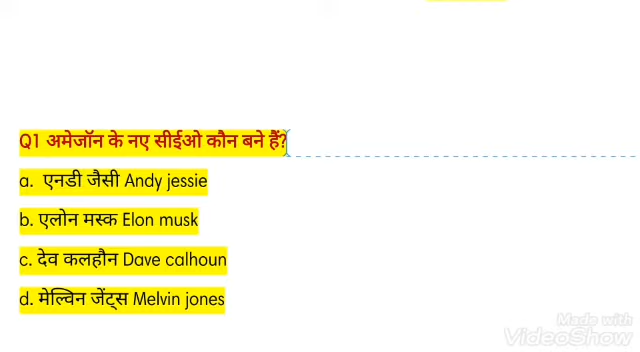 Q1 अमेजॉन के नए सीईओ कौन बने हैं?
a. एनडी जैसी Andy jessie
b. एलोन मस्क Elon musk
c. देव कलहौन Dave calhoun
d. मेल्विन जेंट्स Melvin jones
Made with
VideoShow